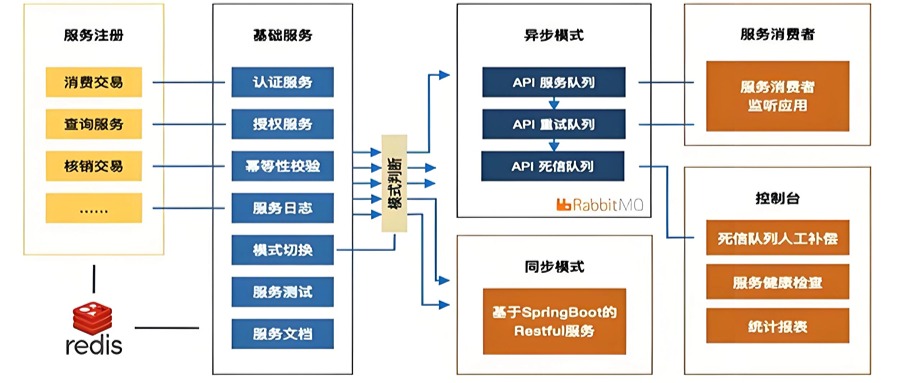 服务注册
消费交易
查询服务
核销交易
......
redis
基础服务
认证服务
授权服务
幂等性校验
服务日志
模式切换
服务测试
服务文档
模式判断
异步模式
API 服务队列
API 重试队列
API 死信队列
RabbitMQ
同步模式
基于SpringBoot的
Restful服务
服务消费者
服务消费者
监听应用
控制台
死信队列人工补偿
服务健康检查
统计报表